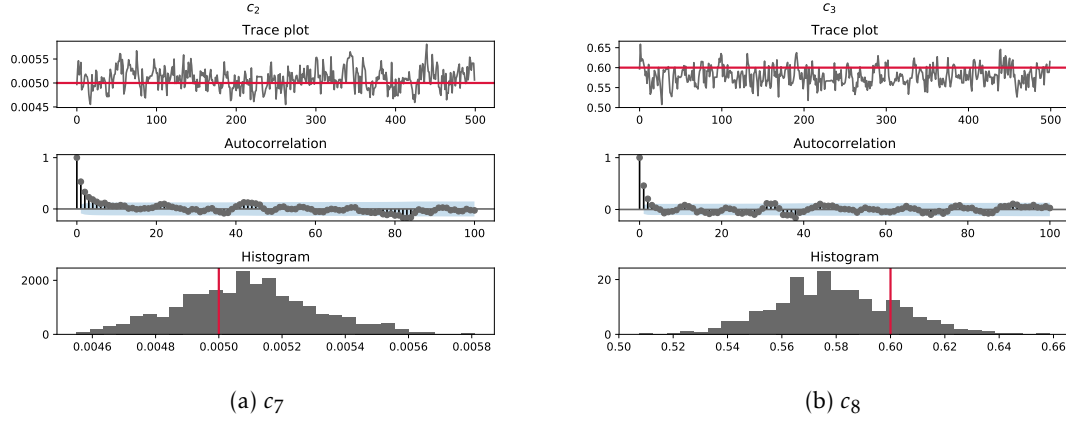 c2
Trace plot
0.0055
0.0050
0.0045
0 100 200 300 400 500
Autocorrelation
1
0
0 20 40 60 80 100
Histogram
2000
0
0.0046 0.0048 0.0050 0.0052 0.0054 0.0056 0.0058
(a) c7
c3
Trace plot
0.65
0.60
0.55
0.50
0 100 200 300 400 500
Autocorrelation
1
0
0 20 40 60 80 100
Histogram
20
0
0.50 0.52 0.54 0.56 0.58 0.60 0.62 0.64 0.66
(b) c8